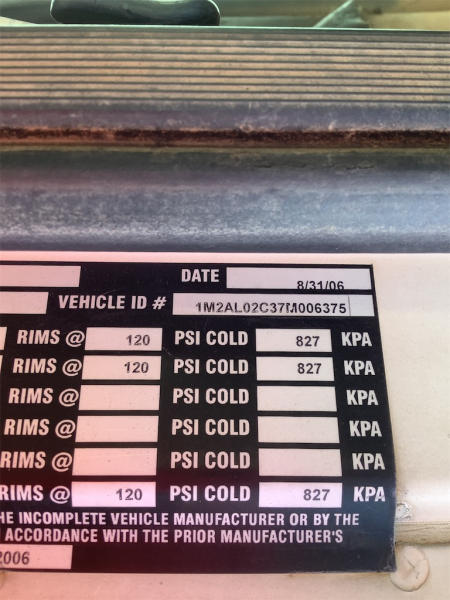 DATE 8/31/06
VEHICLE ID # 1M2AL02C37M006375
RIMS @ 120 PSI COLD 827 KPA
RIMS @ 120 PSI COLD 827 KPA
RIMS @ PSI COLD KPA
RIMS @ PSI COLD KPA
RIMS @ PSI COLD KPA
RIMS @ 120 PSI COLD 827 KPA
HE INCOMPLETE VEHICLE MANUFACTURER OR BY THE
ACCORDANCE WITH THE PRIOR MANUFACTURER'S
2006